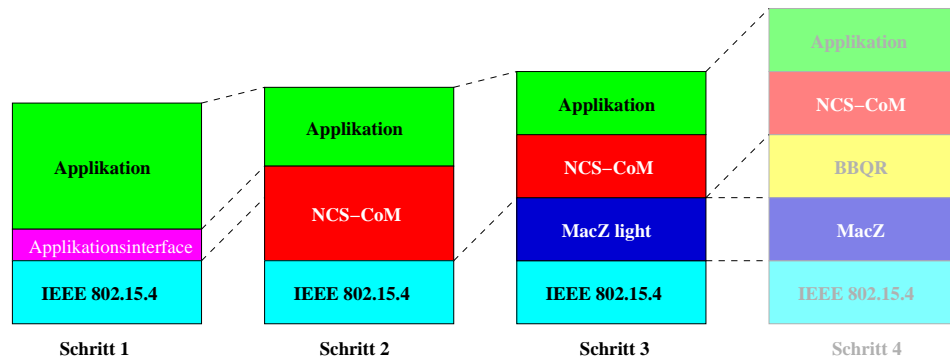 Applikation
Applikationsinterface
IEEE 802.15.4
Schritt 1
Applikation
NCS−CoM
IEEE 802.15.4
Schritt 2
Applikation
NCS−CoM
MacZ light
IEEE 802.15.4
Schritt 3
Applikation
NCS−CoM
BBQR
MacZ
IEEE 802.15.4
Schritt 4